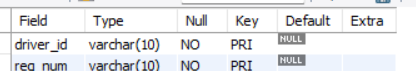 Field Type Null Key Default Extra
driver_id varchar(10) NO PRI NULL
reg_num varchar(10) NO PRI NULL